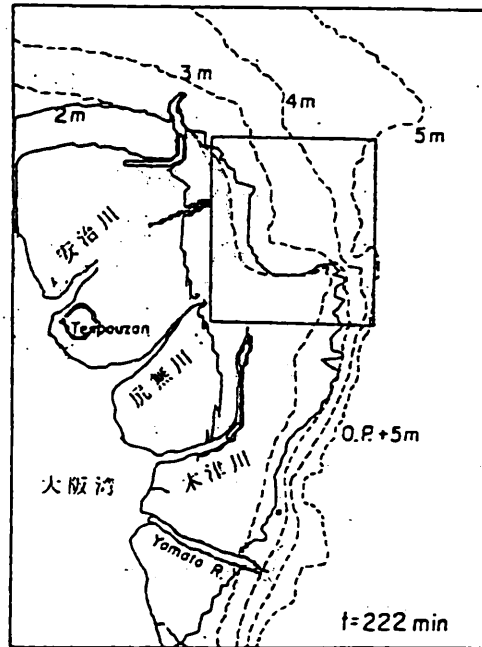 3m
2m
4m
5m
安治川
Tenpouzan
尻無川
O.P.+5m
大阪湾
木津川
Yamato R.
t=222 min